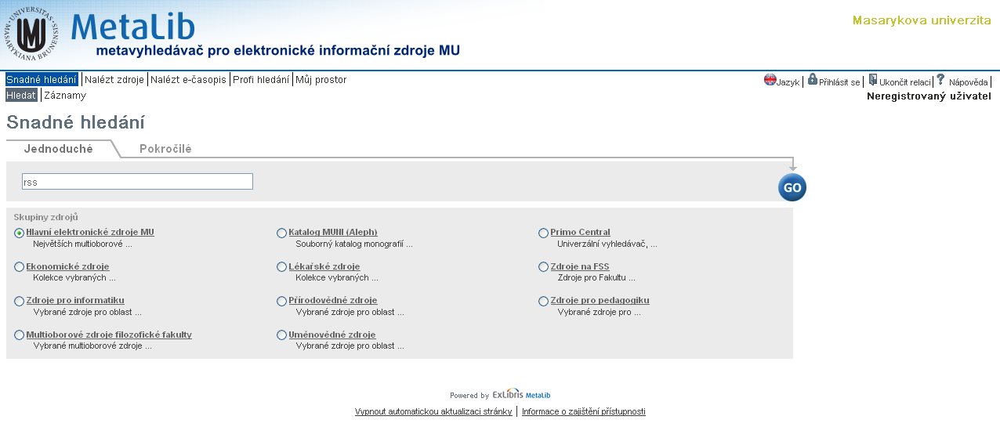 UNIVERSITAS MASARYKIANA BRUNENSIS
MU
MetaLib
metavyhledávač pro elektronické informační zdroje MU
Masarykova univerzita
Snadné hledání | Nalézt zdroje | Nalézt e-časopis | Profi hledání | Můj prostor
Jazyk | Přihlásit se | Ukončit relaci | ? Nápověda |
Hledat | Záznamy
Neregistrovaný uživatel
Snadné hledání
Jednoduché Pokročilé
rss
GO
Skupiny zdrojů
Hlavní elektronické zdroje MU
Největších multioborové ...
Katalog MUNI (Aleph)
Souborný katalog monografií ...
Primo Central
Univerzální vyhledávač, ...
Ekonomické zdroje
Kolekce vybraných ...
Lékařské zdroje
Kolekce vybraných ...
Zdroje na FSS
Zdroje pro Fakultu ...
Zdroje pro informatiku
Vybrané zdroje pro oblast ...
Přírodovědné zdroje
Vybrané zdroje pro oblast ...
Zdroje pro pedagogiku
Vybrané zdroje pro ...
Multioborové zdroje filozofické fakulty
Vybrané multioborové zdroje ...
Uměnovědné zdroje
Vybrané zdroje pro oblast ...
Powered by ExLibris MetaLib
Vypnout automatickou aktualizaci stránky | Informace o zajištění přístupnosti